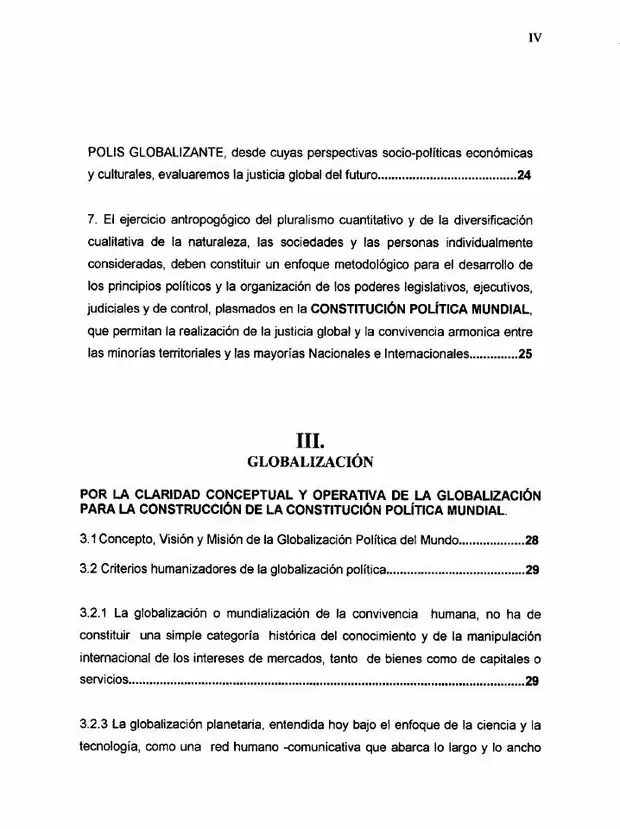 IV
POLIS GLOBALIZANTE, desde cuyas perspectivas socio-políticas económicas
y culturales, evaluaremos la justicia global del futuro.........................................24
7. El ejercicio antropogógico del pluralismo cuantitativo y de la diversificación
cualitativa de la naturaleza, las sociedades y las personas individualmente
consideradas, deben constituir un enfoque metodológico para el desarrollo de
los principios políticos y la organización de los poderes legislativos, ejecutivos,
judiciales y de control, plasmados en la CONSTITUCIÓN POLÍTICA MUNDIAL,
que permitan la realización de la justicia global y la convivencia armonica entre
las minorías territoriales y las mayorías Nacionales e Internacionales..............25
III.
GLOBALIZACIÓN
POR LA CLARIDAD CONCEPTUAL Y OPERATIVA DE LA GLOBALIZACIÓN
PARA LA CONSTRUCCIÓN DE LA CONSTITUCIÓN POLÍTICA MUNDIAL.
3.1 Concepto, Visión y Misión de la Globalización Política del Mundo...................28
3.2 Criterios humanizadores de la globalización política........................................29
3.2.1 La globalización o mundialización de la convivencia humana, no ha de
constituir una simple categoría histórica del conocimiento y de la manipulación
internacional de los intereses de mercados, tanto de bienes como de capitales o
servicios...................................................................................................................29
3.2.3 La globalización planetaria, entendida hoy bajo el enfoque de la ciencia y la
tecnología, como una red humano -comunicativa que abarca lo largo y lo ancho